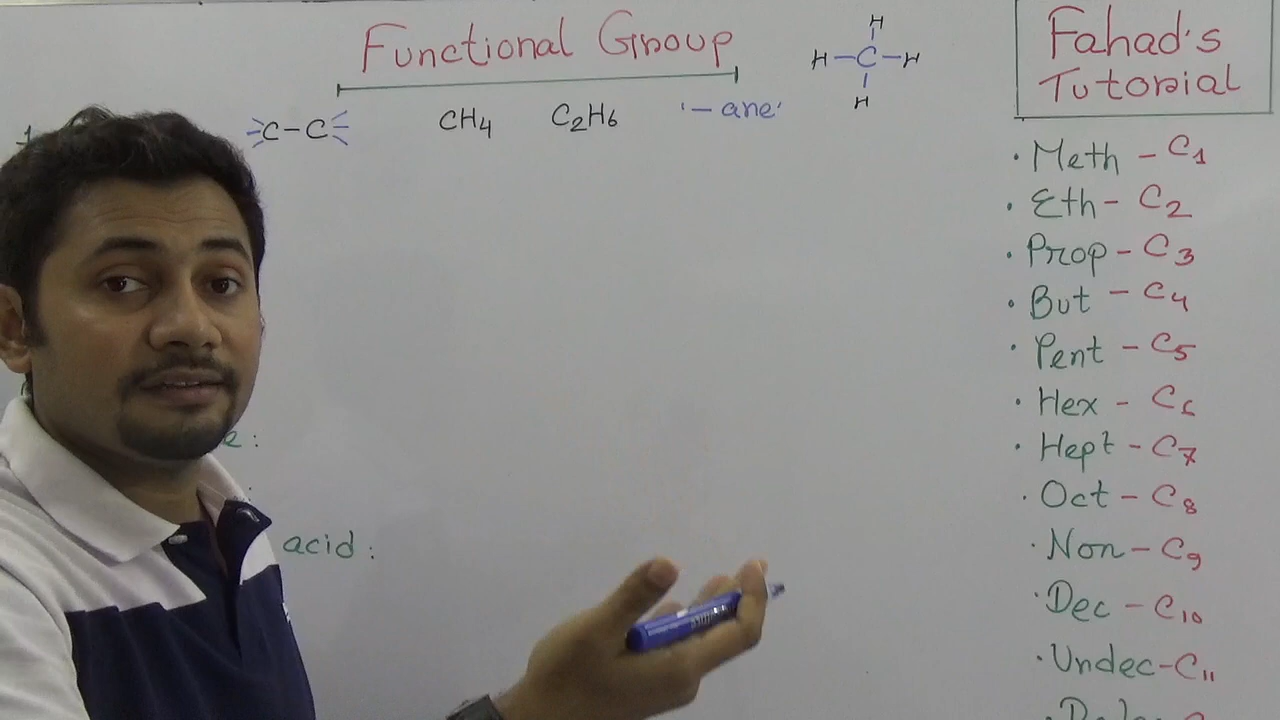 Functional Group
1
C-C CH4 C2H6 '-ane'
H
H-C-H
H
e:
acid:
Fahad's
Tutorial
· Meth - C1
· Eth - C2
· Prop - C3
· But - C4
· Pent - C5
· Hex - C6
· Hept - C7
· Oct - C8
· Non - C9
· Dec - C10
· Undec - C11